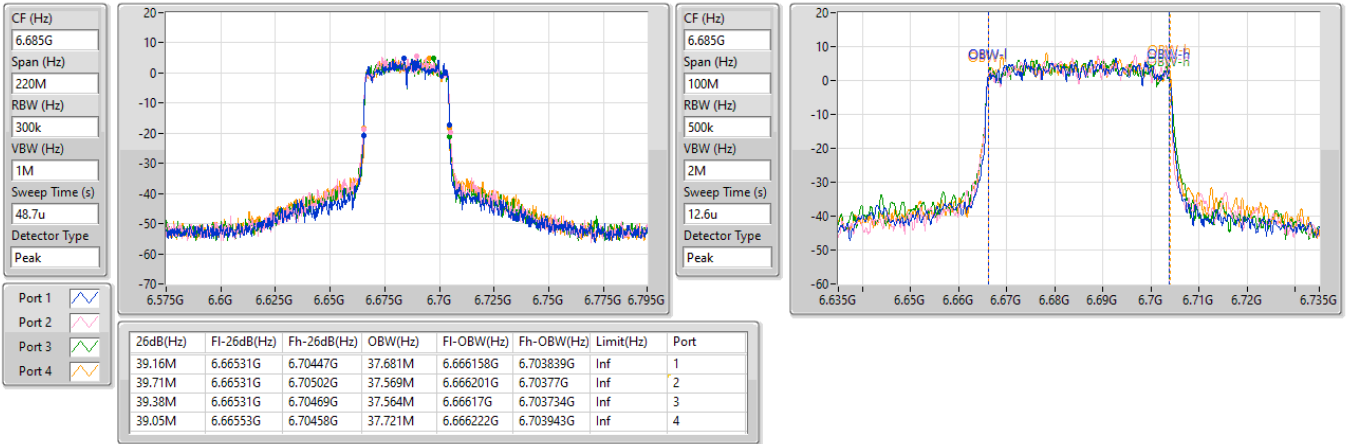 CF (Hz)
6.685G
Span (Hz)
220M
RBW (Hz)
300k
VBW (Hz)
1M
Sweep Time (s)
48.7u
Detector Type
Peak
20
10
0
-10
-20
-30
-40
-50
-60
-70
6.575G 6.6G 6.625G 6.65G 6.675G 6.7G 6.725G 6.75G 6.775G 6.795G
CF (Hz)
6.685G
Span (Hz)
100M
RBW (Hz)
500k
VBW (Hz)
2M
Sweep Time (s)
12.6u
Detector Type
Peak
20
10
0
-10
-20
-30
-40
-50
-60
OBW-l OBW-h
6.635G 6.65G 6.66G 6.67G 6.68G 6.69G 6.7G 6.71G 6.72G 6.735G
Port 1
Port 2
Port 3
Port 4
26dB(Hz) Fl-26dB(Hz) Fh-26dB(Hz) OBW(Hz) Fl-OBW(Hz) Fh-OBW(Hz) Limit(Hz) Port
39.16M 6.66531G 6.70447G 37.681M 6.666158G 6.703839G Inf 1
39.71M 6.66531G 6.70502G 37.569M 6.666201G 6.70377G Inf 2
39.38M 6.66531G 6.70469G 37.564M 6.66617G 6.703734G Inf 3
39.05M 6.66553G 6.70458G 37.721M 6.666222G 6.703943G Inf 4